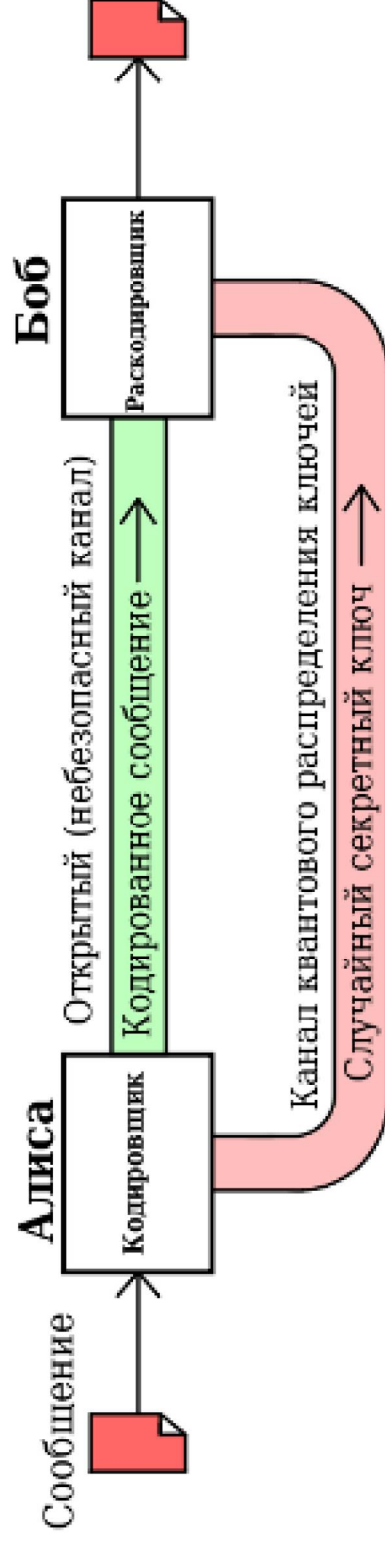 Сообщение
Алиса
Кодировщик
Открытый (небезопасный канал)
Кодированное сообщение
Боб
Раскодировщик
Канал квантового распределения ключей
Случайный секретный ключ